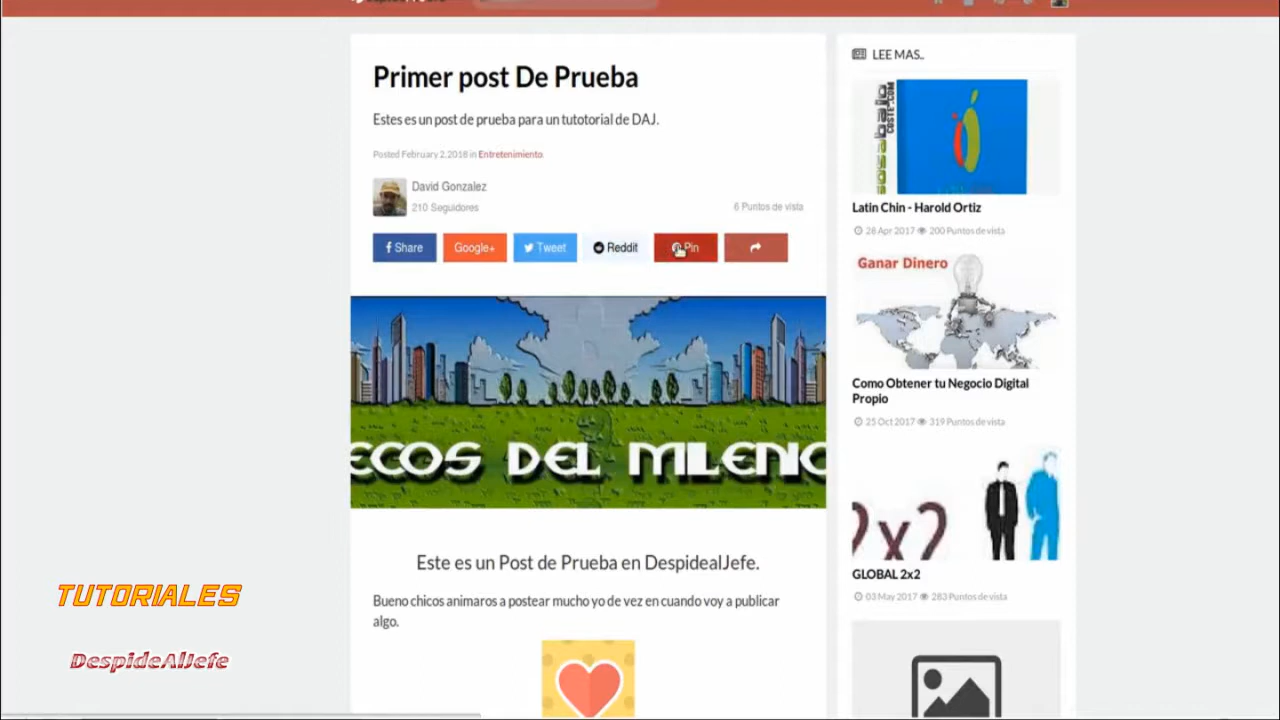 Primer post De Prueba
Estes es un post de prueba para un tutotorial de DAJ.
Posted February 2, 2018 in Entretenimiento.
David Gonzalez
210 Seguidores
6 Puntos de vista
Share
Google+
Tweet
Reddit
Pin
ECOS DEL MILENIO
Este es un Post de Prueba en DespidealJefe.
Bueno chicos animaros a postear mucho yo de vez en cuando voy a publicar
algo.
LEE MAS..
Latin Chin - Harold Ortiz
26 Apr 2017 200 Puntos de vista
Ganar Dinero
Como Obtener tu Negocio Digital
Propio
25 Oct 2017 319 Puntos de vista
2x2
GLOBAL 2x2
03 May 2017 283 Puntos de vista
TUTORIALES
DespideAlJefe